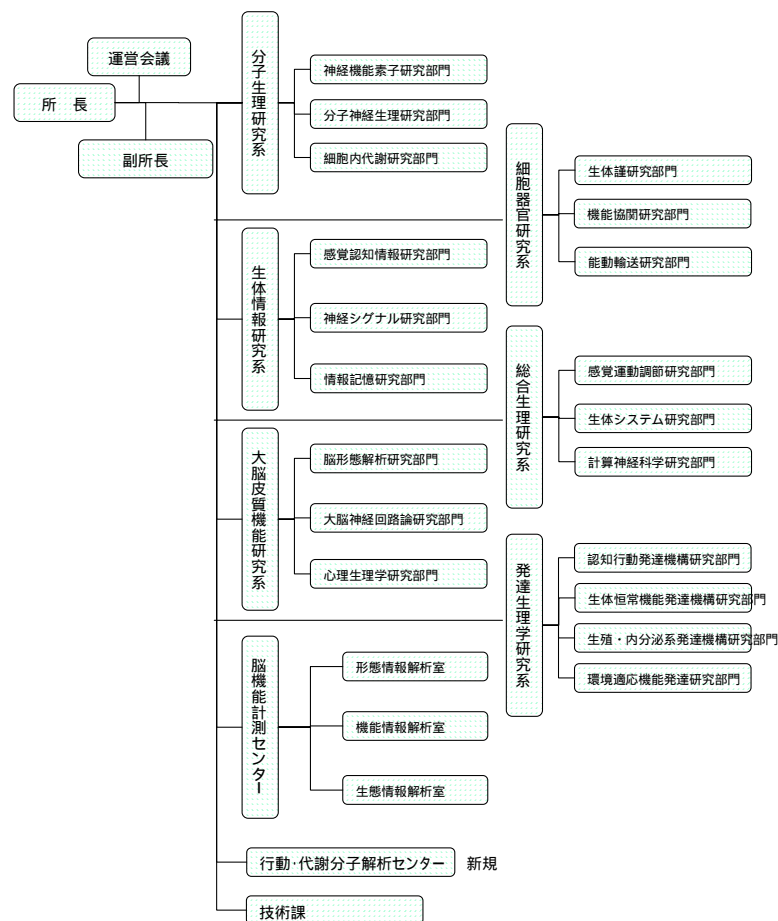 運営会議
所　長
副所長
分子生理研究系
神経機能素子研究部門
分子神経生理研究部門
細胞内代謝研究部門
細胞器官研究系
生体謹研究部門
機能協関研究部門
能動輸送研究部門
生体情報研究系
感覚認知情報研究部門
神経シグナル研究部門
情報記憶研究部門
総合生理研究系
感覚運動調節研究部門
生体システム研究部門
計算神経科学研究部門
大脳皮質機能研究系
脳形態解析研究部門
大脳神経回路論研究部門
心理生理学研究部門
発達生理学研究系
認知行動発達機構研究部門
生体恒常機能発達機構研究部門
生殖・内分泌系発達機構研究部門
環境適応機能発達研究部門
脳機能計測センター
形態情報解析室
機能情報解析室
生態情報解析室
行動･代謝分子解析センター　新規
技術課